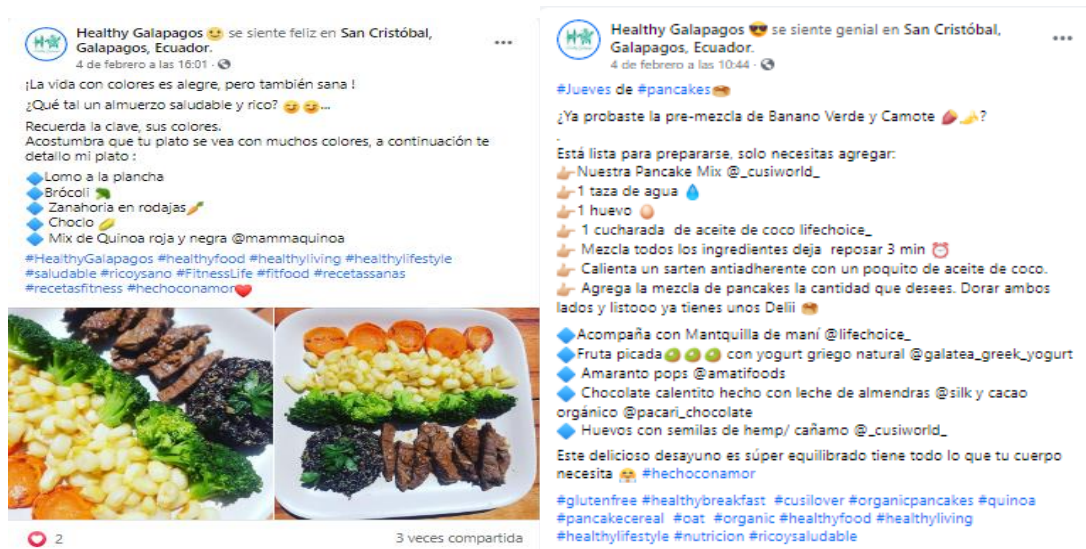 Healthy Galapagos 😉 se siente feliz en San Cristóbal,
Galapagos, Ecuador.
4 de febrero a las 16:01 ·
¡La vida con colores es alegre, pero también sana !
¿Qué tal un almuerzo saludable y rico? 😏 😏...
Recuerda la clave, sus colores.
Acostumbra que tu plato se vea con muchos colores, a continuación te
detallo mi plato :
🔷Lomo a la plancha
🔷Brócoli 🥦
🔷 Zanahoria en rodajas🥕
🔷 Choclo 🌽
🔷 Mix de Quinoa roja y negra @mammaquinoa
#HealthyGalapagos #healthyfood #healthyliving #healthylifestyle
#saludable #ricoysano #FitnessLife #fitfood #recetassanas
#recetasfitness #hechoconamor❤️
2
3 veces compartida
Healthy Galapagos 😎 se siente genial en San Cristóbal,
Galapagos, Ecuador.
4 de febrero a las 10:44 ·
#Jueves de #pancakes🥞
¿Ya probaste la pre-mezcla de Banano Verde y Camote 🍠🍌?
.
Está lista para prepararse, solo necesitas agregar:
👉🏼Nuestra Pancake Mix @_cusiworld_
👉🏼1 taza de agua 💧
👉🏼1 huevo 🥚
👉🏼 1 cucharada de aceite de coco lifechoice_
👉🏼 Mezcla todos los ingredientes deja reposar 3 min ⏰
👉🏼 Calienta un sarten antiadherente con un poquito de aceite de coco.
👉🏼 Agrega la mezcla de pancakes la cantidad que desees. Dorar ambos
lados y listooo ya tienes unos Delii 🥞
🔷Acompaña con Mantquilla de maní @lifechoice_
🔷Fruta picada🥝🥝🥝 con yogurt griego natural @galatea_greek_yogurt
🔷 Amaranto pops @amatifoods
🔷 Chocolate calentito hecho con leche de almendras @silk y cacao
orgánico @pacari_chocolate
🔷 Huevos con semilas de hemp/ cañamo @_cusiworld_
Este delicioso desayuno es súper equilibrado tiene todo lo que tu cuerpo
necesita 🤗 #hechoconamor
#glutenfree #healthybreakfast #cusilover #organicpancakes #quinoa
#pancakecereal #oat #organic #healthyfood #healthyliving
#healthylifestyle #nutricion #ricoysaludable